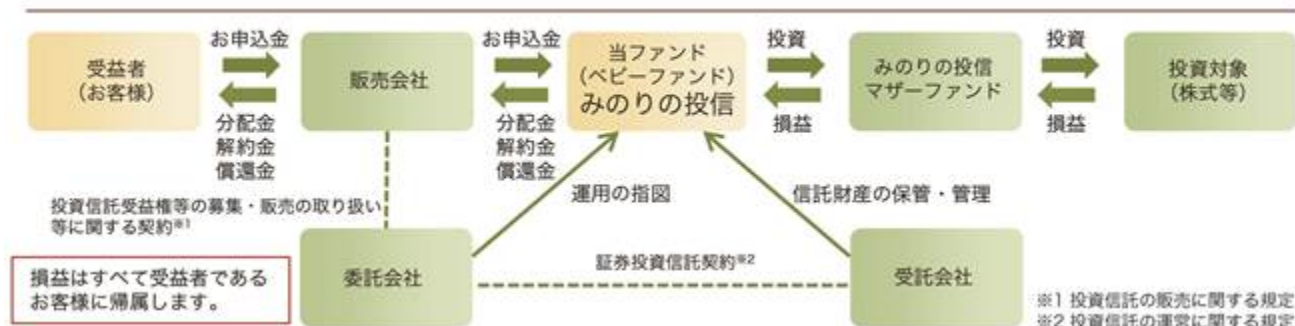 お申込金
お申込金
投資
投資
受益者
(お客様)
販売会社
当ファンド
(ベビーファンド)
みのりの投信
みのりの投信
マザーファンド
投資対象
(株式等)
分配金
解約金
償還金
分配金
解約金
償還金
損益
損益
運用の指図
信託財産の保管・管理
投資信託受益権等の募集・販売の取り扱い
等に関する契約※1
損益はすべて受益者である
お客様に帰属します。
委託会社
証券投資信託契約※2
受託会社
※1 投資信託の販売に関する規定
※2 投資信託の運営に関する規定